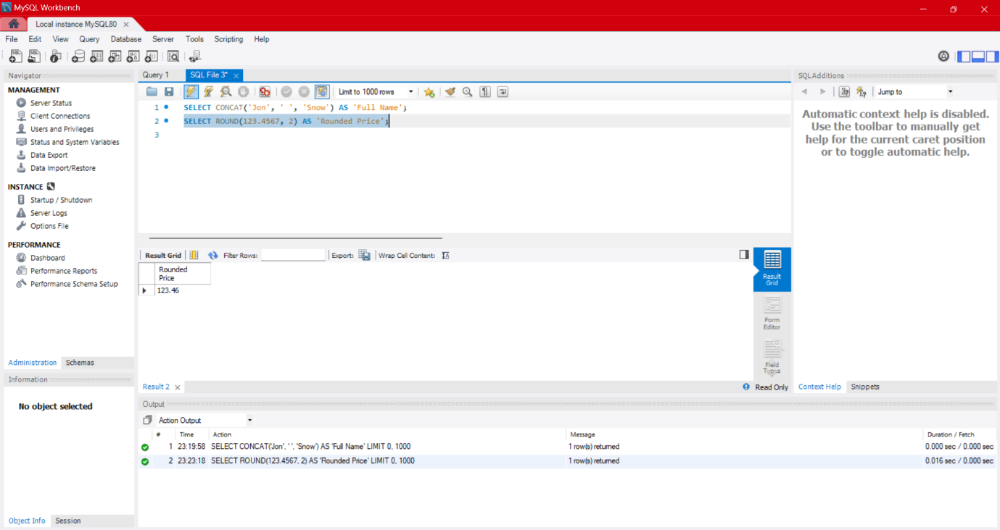 MySQL Workbench
Local instance MySQL80
File Edit View Query Database Server Tools Scripting Help
Navigator
MANAGEMENT
Server Status
Client Connections
Users and Privileges
Status and System Variables
Data Export
Data Import/Restore
INSTANCE
Startup / Shutdown
Server Logs
Options File
PERFORMANCE
Dashboard
Performance Reports
Performance Schema Setup
Administration Schemas
Information
No object selected
Object Info Session
Query 1 SQL File 3*
Limit to 1000 rows
1 SELECT CONCAT('Jon', ' ', 'Snow') AS 'Full Name';
2 SELECT ROUND(123.4567, 2) AS 'Rounded Price';
3
Result Grid Filter Rows: Export: Wrap Cell Content:
Rounded
Price
123.46
Result
Grid
Form
Editor
Field
Types
Result 2 Read Only
SQLAdditions
Jump to
Automatic context help is disabled.
Use the toolbar to manually get
help for the current caret position
or to toggle automatic help.
Context Help Snippets
Output
Action Output
# Time Action Message Duration / Fetch
1 23:19:58 SELECT CONCAT('Jon', ' ', 'Snow') AS 'Full Name' LIMIT 0, 1000 1 row(s) returned 0.000 sec / 0.000 sec
2 23:23:18 SELECT ROUND(123.4567, 2) AS 'Rounded Price' LIMIT 0, 1000 1 row(s) returned 0.016 sec / 0.000 sec